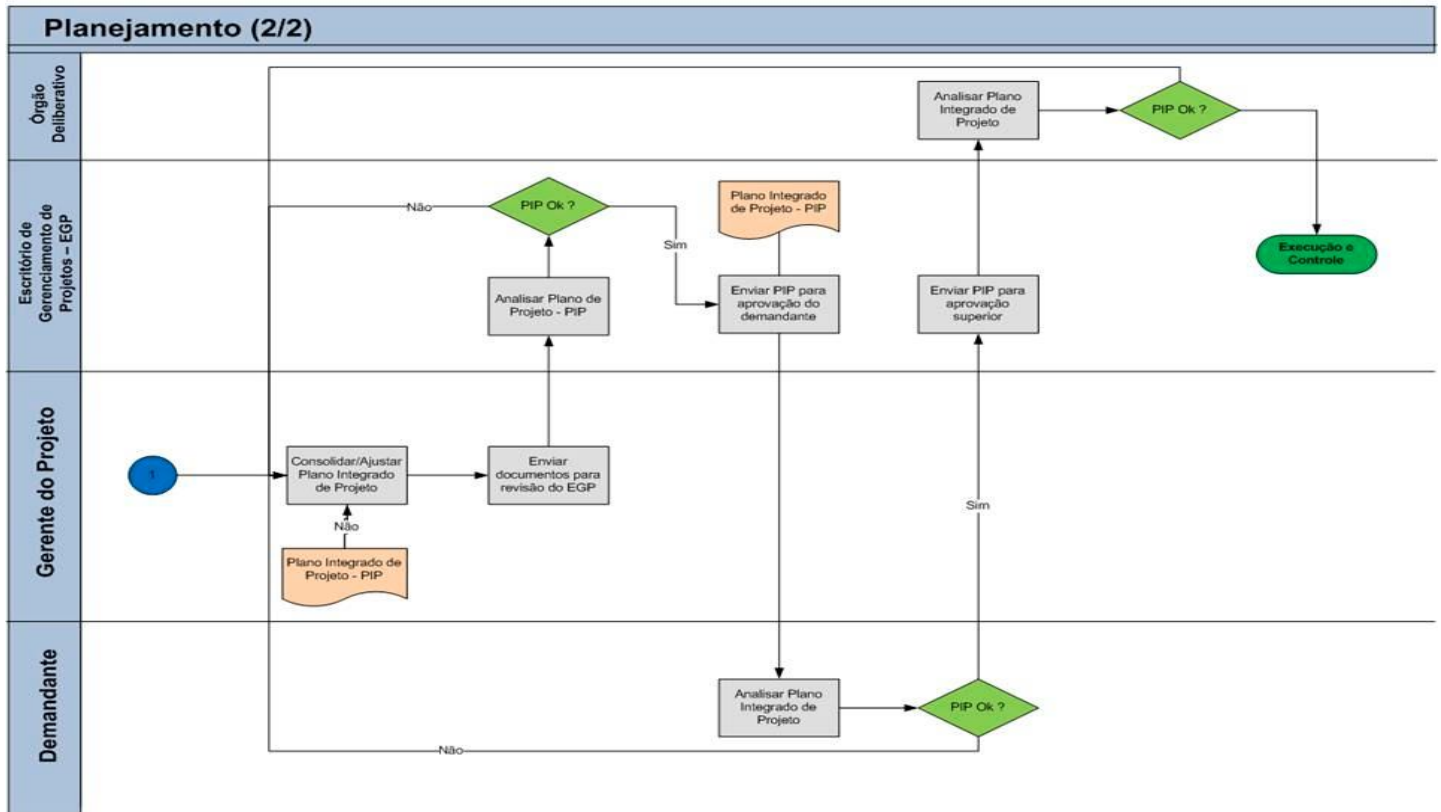 Planejamento (2/2)
Órgão
Deliberativo
Analisar Plano
Integrado de
Projeto
PIP Ok ?
Escritório de
Gerenciamento de
Projetos – EGP
Não
PIP Ok ?
Sim
Plano Integrado
de Projeto - PIP
Analisar Plano de
Projeto - PIP
Enviar PIP para
aprovação do
demandante
Enviar PIP para
aprovação
superior
Execução e
Controle
Gerente do Projeto
1
Consolidar/Ajustar
Plano Integrado
de Projeto
Enviar
documentos para
revisão do EGP
Não
Plano Integrado de
Projeto - PIP
Sim
Demandante
Analisar Plano
Integrado de
Projeto
PIP Ok ?
Não